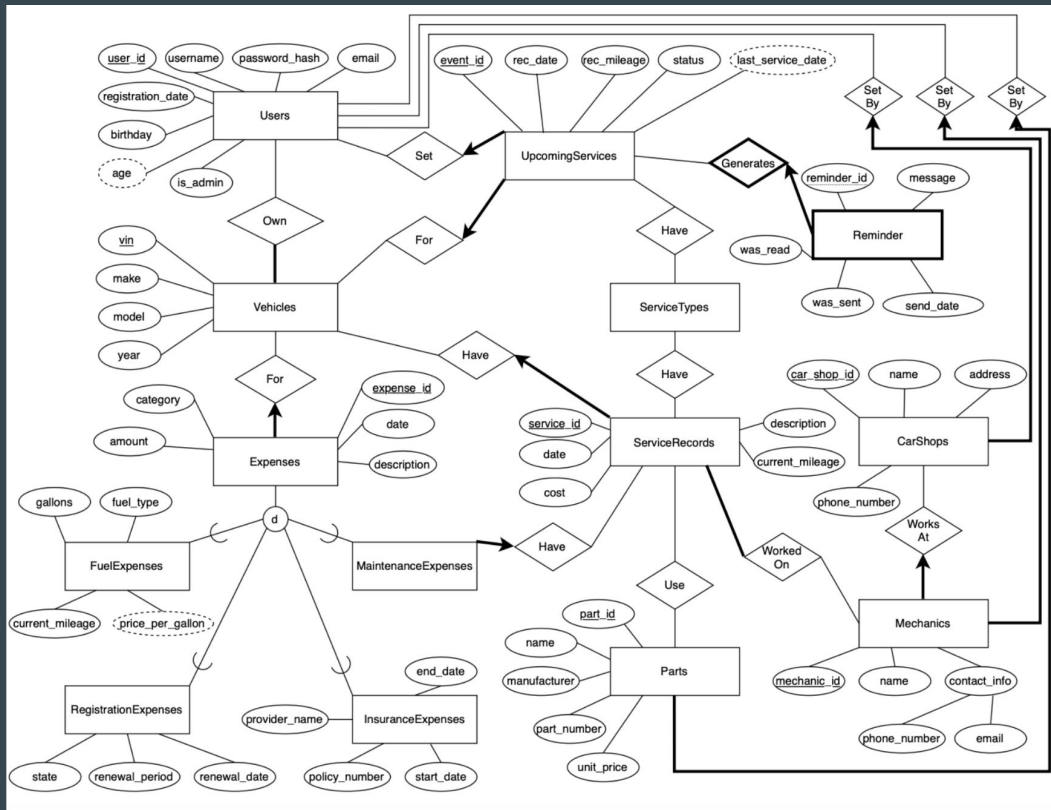 user_id
username
password_hash
email
registration_date
birthday
age
is_admin
Users
event_id
rec_date
rec_mileage
status
last_service_date
UpcomingServices
Set
By
Set
By
Set
By
Set
Generates
reminder_id
message
Reminder
was_read
was_sent
send_date
Own
For
Have
vin
make
model
year
Vehicles
ServiceTypes
Have
Have
For
category
amount
expense_id
date
description
Expenses
service_id
date
cost
ServiceRecords
description
current_mileage
car_shop_id
name
address
CarShops
phone_number
gallons
fuel_type
d
FuelExpenses
current_mileage
price_per_gallon
MaintenanceExpenses
Have
Worked
On
Works
At
Use
part_id
name
manufacturer
part_number
unit_price
Parts
Mechanics
mechanic_id
name
contact_info
phone_number
email
RegistrationExpenses
state
renewal_period
renewal_date
end_date
provider_name
InsuranceExpenses
policy_number
start_date